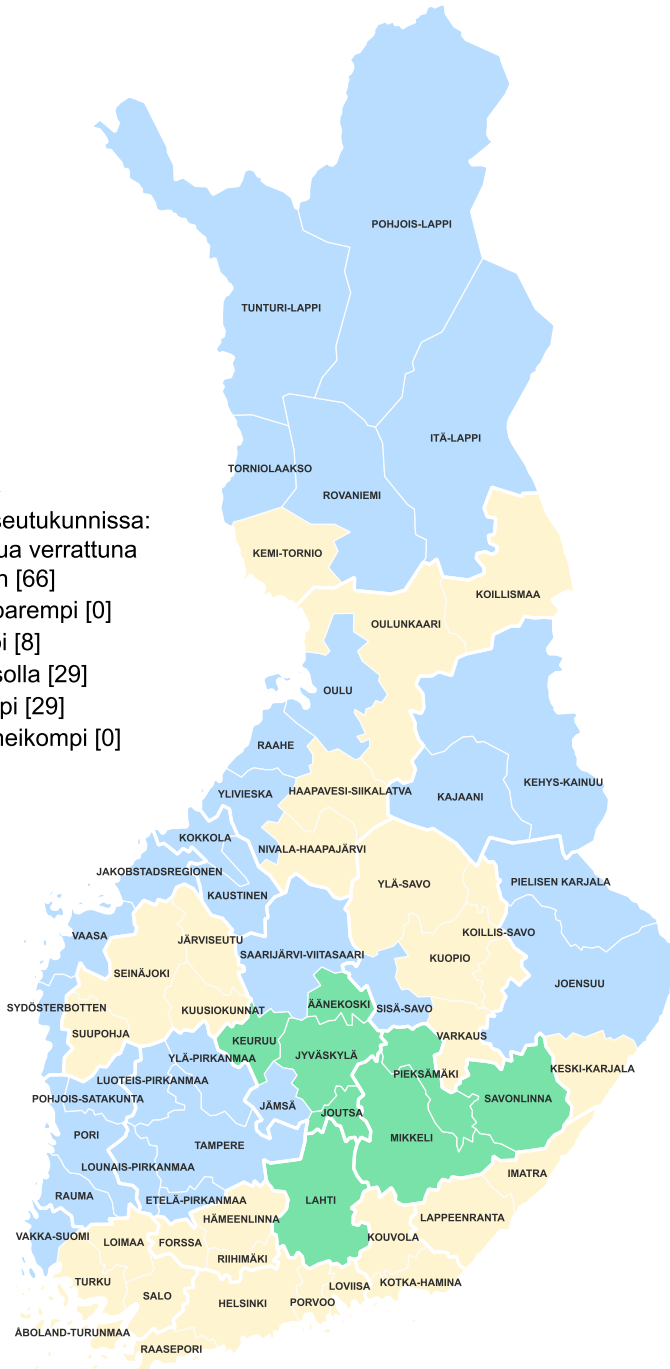 POHJOIS-LAPPI
TUNTURI-LAPPI
ITÄ-LAPPI
TORNIOLAAKSO
ROVANIEMI
seutukunnissa:
verrattuna
[66]
parempi [0]
[8]
[29]
[29]
heikompi [0]
KEMI-TORNIO
KOILLISMAA
OULUNKAARI
OULU
RAAHE
HAAPAVESI-SIIKALATVA
YLIVIESKA
KAJAANI
KEHYS-KAINUU
KOKKOLA
NIVALA-HAAPAJÄRVI
JAKOBSTADSREGIONEN
KAUSTINEN
YLÄ-SAVO
PIELISEN KARJALA
VAASA
JÄRVISEUTU
KOILLIS-SAVO
SAARIJÄRVI-VIITASAARI
KUOPIO
SEINÄJOKI
JOENSUU
SYDÖSTERBOTTEN
KUUSIOKUNNAT
ÄÄNEKOSKI
SISÄ-SAVO
SUUPOHJA
KEURUU
VARKAUS
YLÄ-PIRKANMAA
JYVÄSKYLÄ
KESKI-KARJALA
PIEKSÄMÄKI
LUOTEIS-PIRKANMAA
POHJOIS-SATAKUNTA
JÄMSÄ
JOUTSA
SAVONLINNA
PORI
TAMPERE
MIKKELI
LOUNAIS-PIRKANMAA
IMATRA
RAUMA
ETELÄ-PIRKANMAA
LAHTI
HÄMEENLINNA
LAPPEENRANTA
VAKKA-SUOMI
LOIMAA
FORSSA
KOUVOLA
RIIHIMÄKI
TURKU
LOVIISA
KOTKA-HAMINA
SALO
HELSINKI
PORVOO
ÅBOLAND-TURUNMAA
RAASEPORI